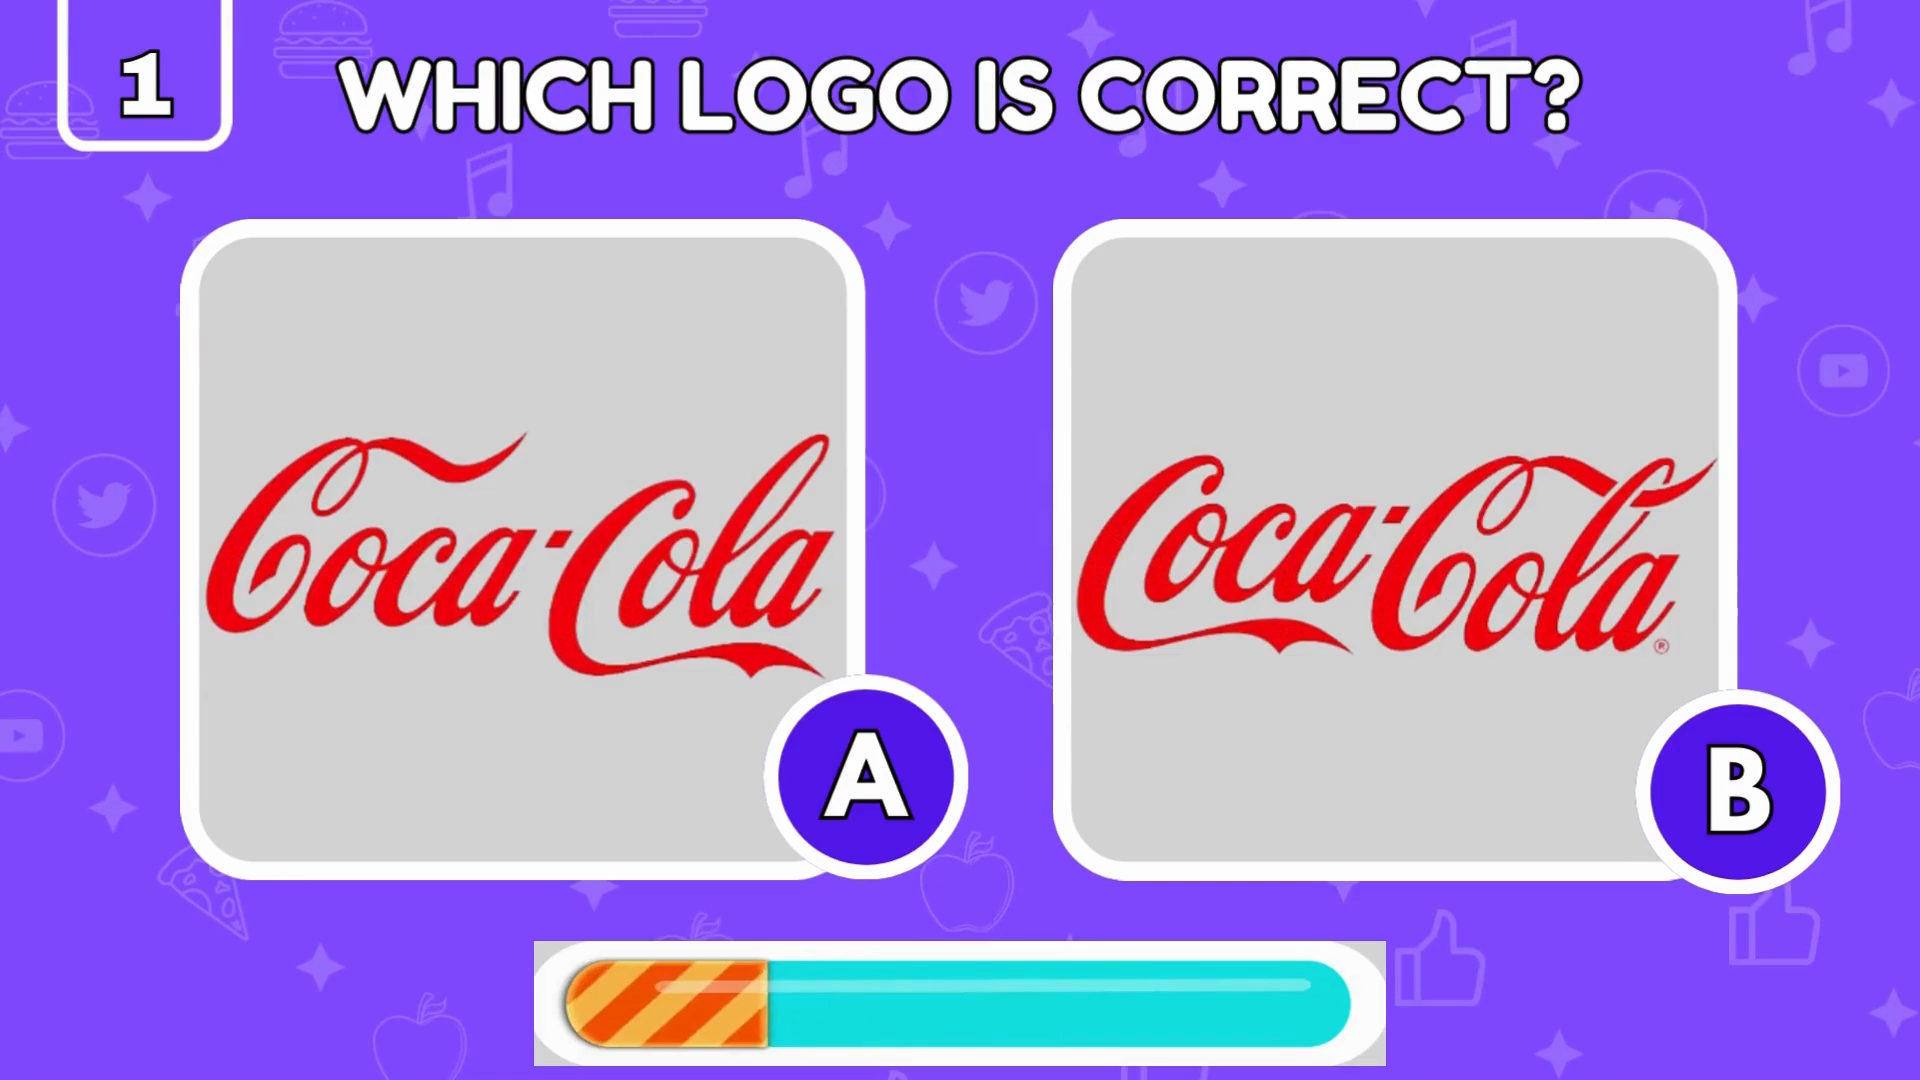 1
WHICH LOGO IS CORRECT?
Coca-Cola
Coca-Cola®
A
B